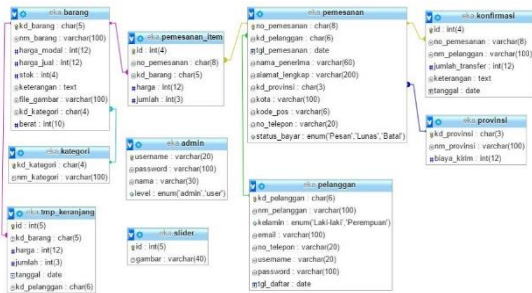 eka barang
kd_barang : char(5)
nm_barang : varchar(100)
harga_modal : int(12)
harga_jual : int(12)
stok : int(4)
keterangan : text
file_gambar : varchar(100)
kd_kategori : char(4)
berat : int(10)
eka kategori
kd_kategori : char(4)
nm_kategori : varchar(100)
eka tmp_keranjang
id : int(5)
kd_barang : char(5)
harga : int(12)
jumlah : int(3)
tanggal : date
kd_pelanggan : char(6)
eka pemesanan_item
id : int(4)
no_pemesanan : char(8)
kd_barang : char(5)
harga : int(12)
jumlah : int(3)
eka admin
username : varchar(20)
password : varchar(100)
nama : varchar(30)
level : enum('admin','user')
eka slider
id : int(5)
gambar : varchar(40)
eka pemesanan
no_pemesanan : char(8)
kd_pelanggan : char(6)
tgl_pemesanan : date
nama_penerima : varchar(60)
alamat_lengkap : varchar(200)
kd_provinsi : char(3)
kota : varchar(100)
kode_pos : varchar(6)
no_telepon : varchar(20)
status_bayar : enum('Pesan','Lunas','Batal')
eka pelanggan
kd_pelanggan : char(6)
nm_pelanggan : varchar(100)
kelamin : enum('Laki-laki','Perempuan')
email : varchar(100)
no_telepon : varchar(20)
username : varchar(20)
password : varchar(100)
tgl_daftar : date
eka konfirmasi
id : int(4)
no_pemesanan : varchar(8)
nm_pelanggan : varchar(100)
jumlah_transfer : int(12)
keterangan : text
tanggal : date
eka provinsi
kd_provinsi : char(3)
nm_provinsi : varchar(100)
biaya_kirim : int(12)